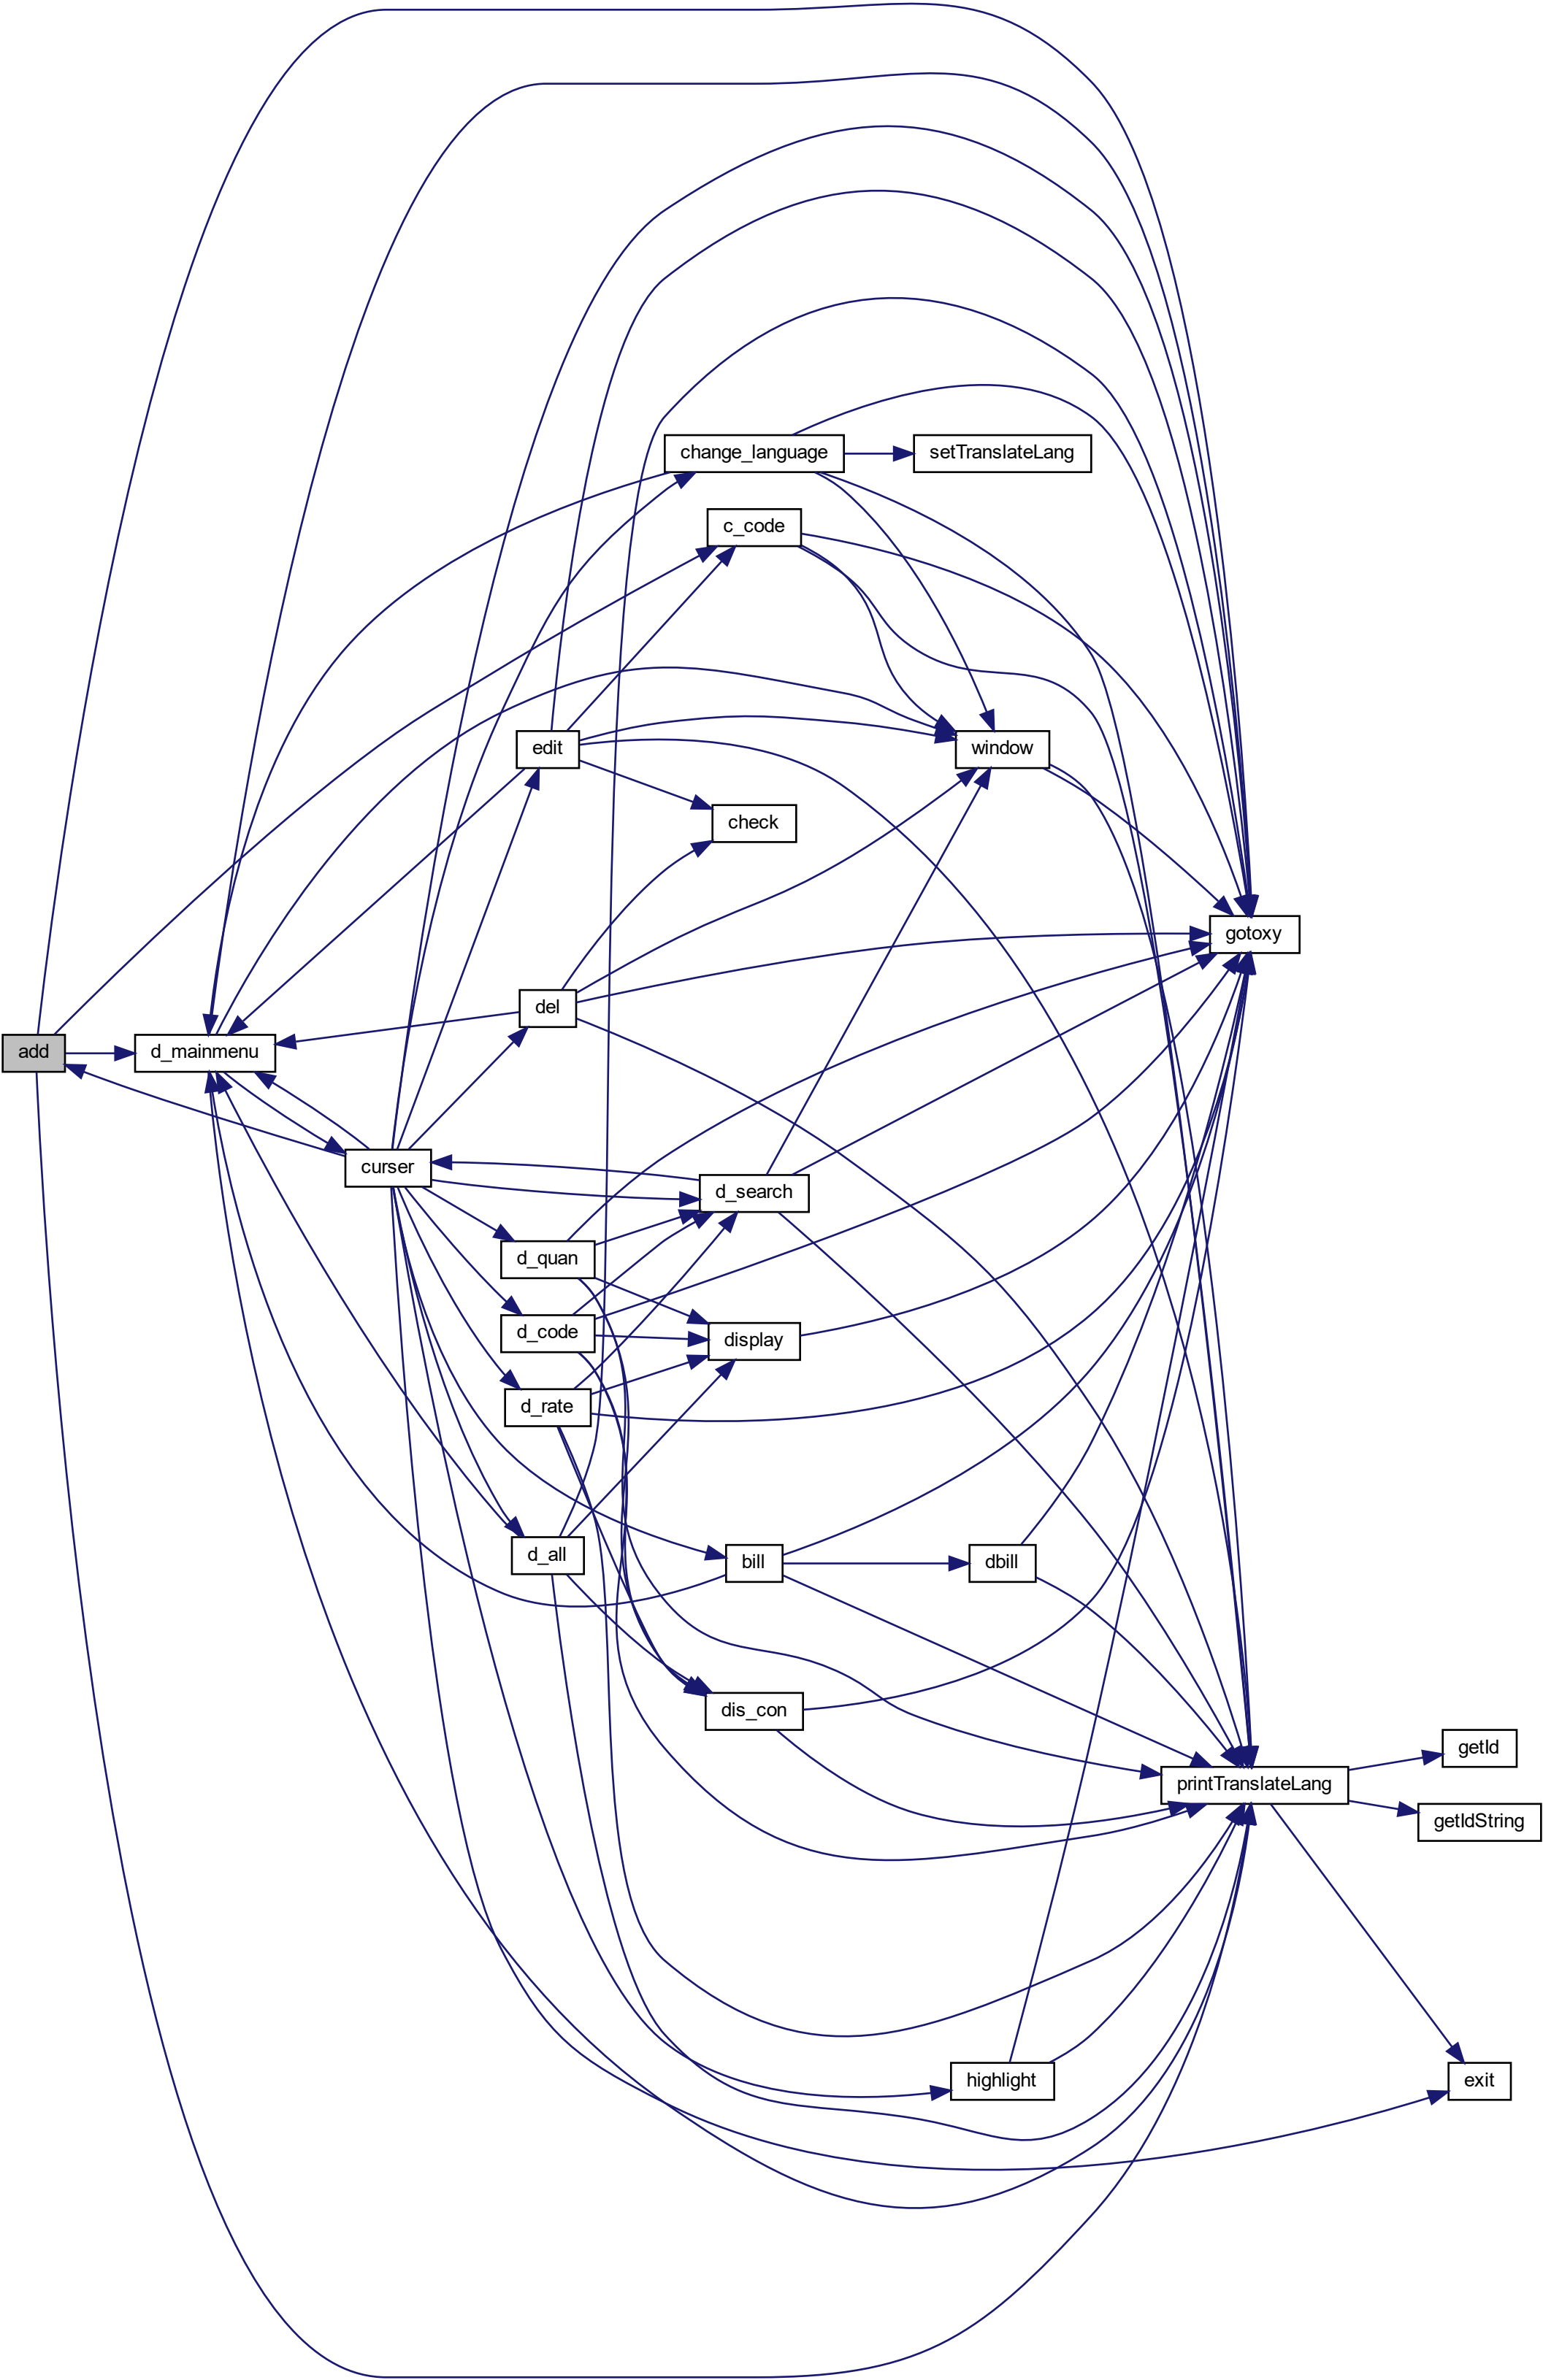 change_language
setTranslateLang
c_code
edit
window
check
gotoxy
del
add
d_mainmenu
curser
d_search
d_quan
d_code
display
d_rate
d_all
bill
dbill
dis_con
getId
printTranslateLang
getIdString
highlight
exit